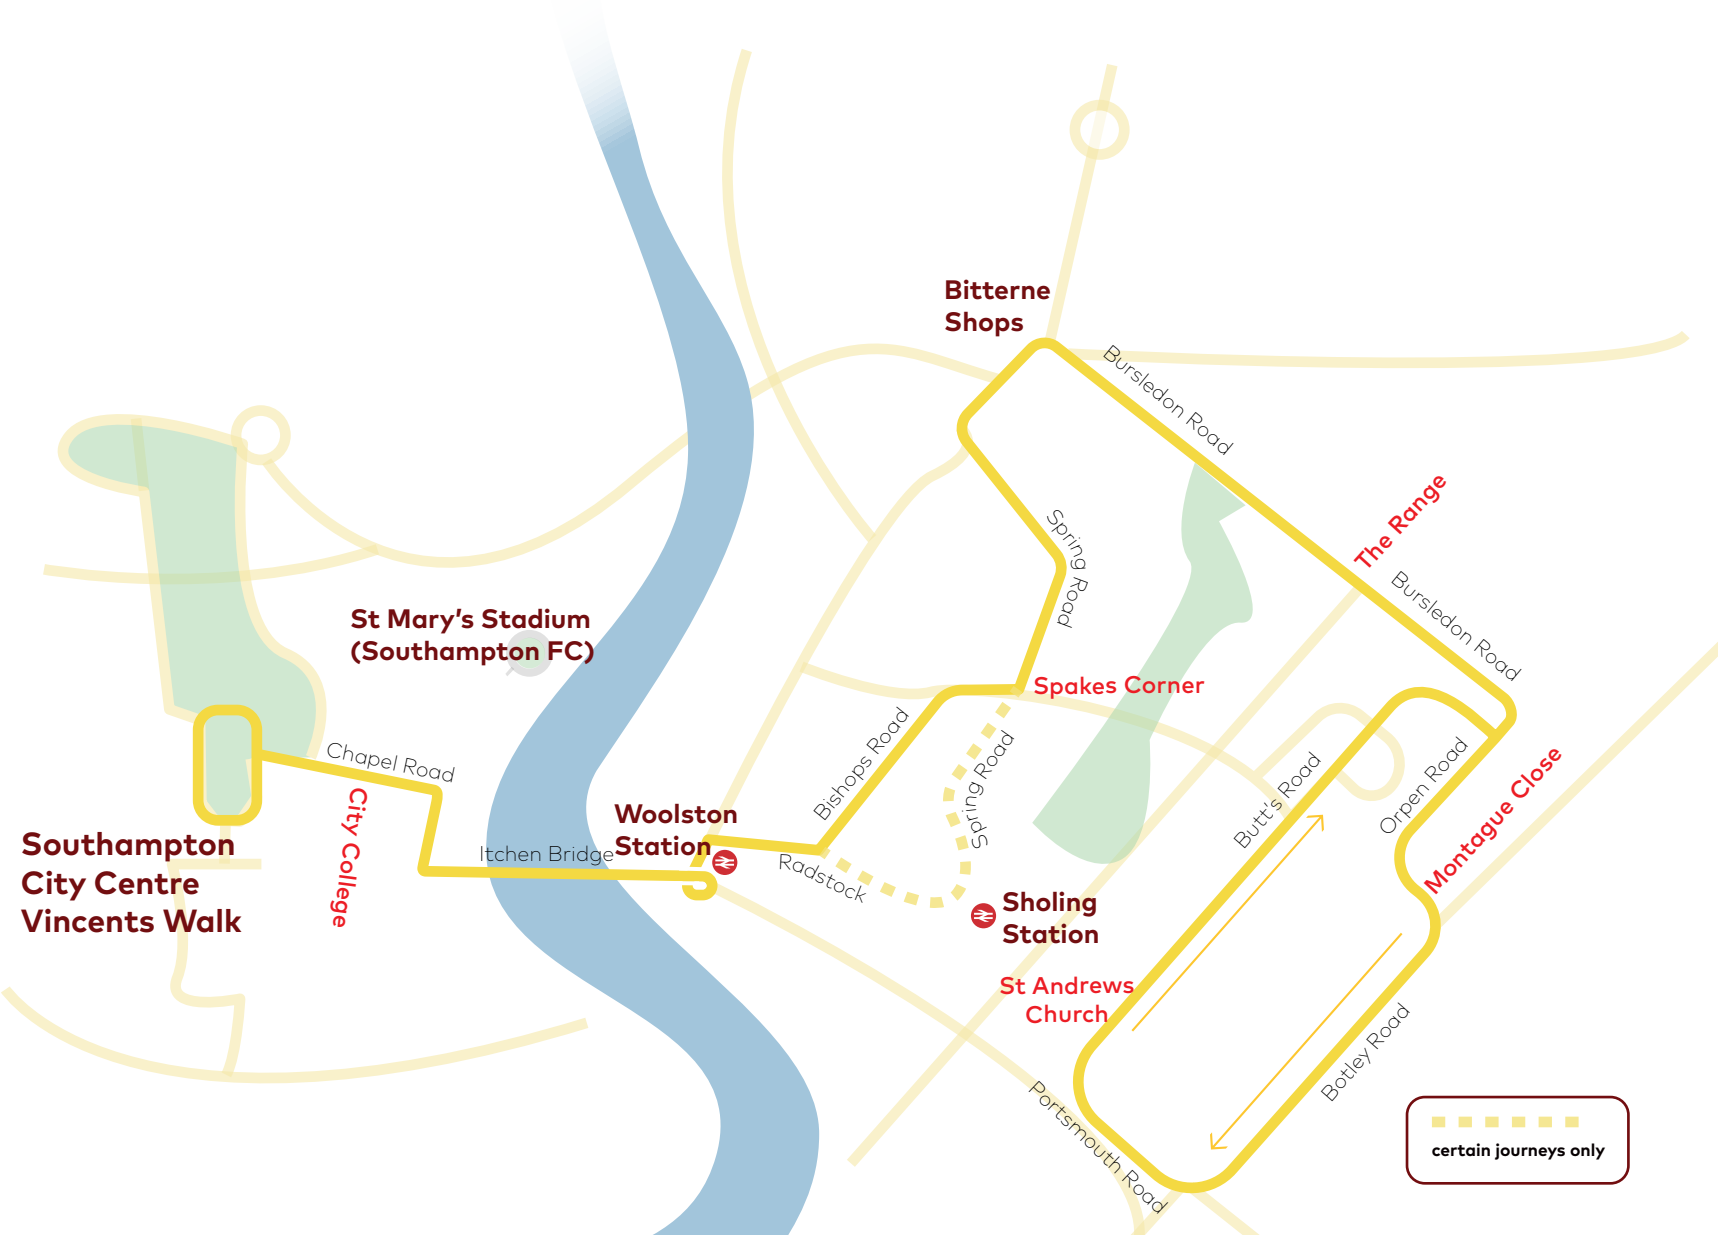 Bitterne
Shops
Bursledon Road
The Range
Spring Road
Bursledon Road
St Mary's Stadium
(Southampton FC)
Spakes Corner
Bishops Road
Spring Road
Chapel Road
Butt's Road
Orpen Road
Montague Close
City College
Woolston
Station
Itchen Bridge
Radstock
Southampton
City Centre
Vincents Walk
Sholing
Station
St Andrews
Church
Botley Road
Portsmouth Road
certain journeys only